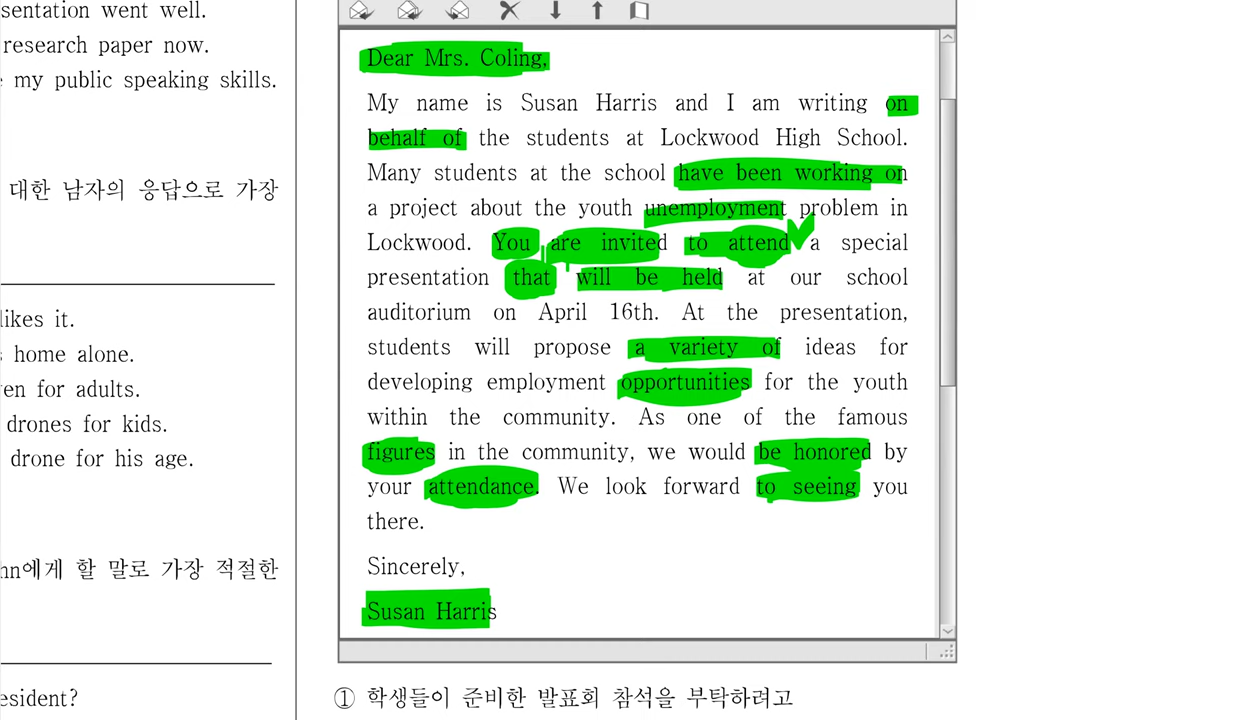 sentation went well.
research paper now.
my public speaking skills.
대한 남자의 응답으로 가장
likes it.
home alone.
for adults.
drones for kids.
drone for his age.
에게 할 말로 가장 적절한
esident?
Dear Mrs. Coling,
My name is Susan Harris and I am writing on
behalf of the students at Lockwood High School.
Many students at the school have been working on
a project about the youth unemployment problem in
Lockwood. You are invited to attend a special
presentation that will be held at our school
auditorium on April 16th. At the presentation,
students will propose a variety of ideas for
developing employment opportunities for the youth
within the community. As one of the famous
figures in the community, we would be honored by
your attendance. We look forward to seeing you
there.
Sincerely,
Susan Harris
① 학생들이 준비한 발표회 참석을 부탁하려고